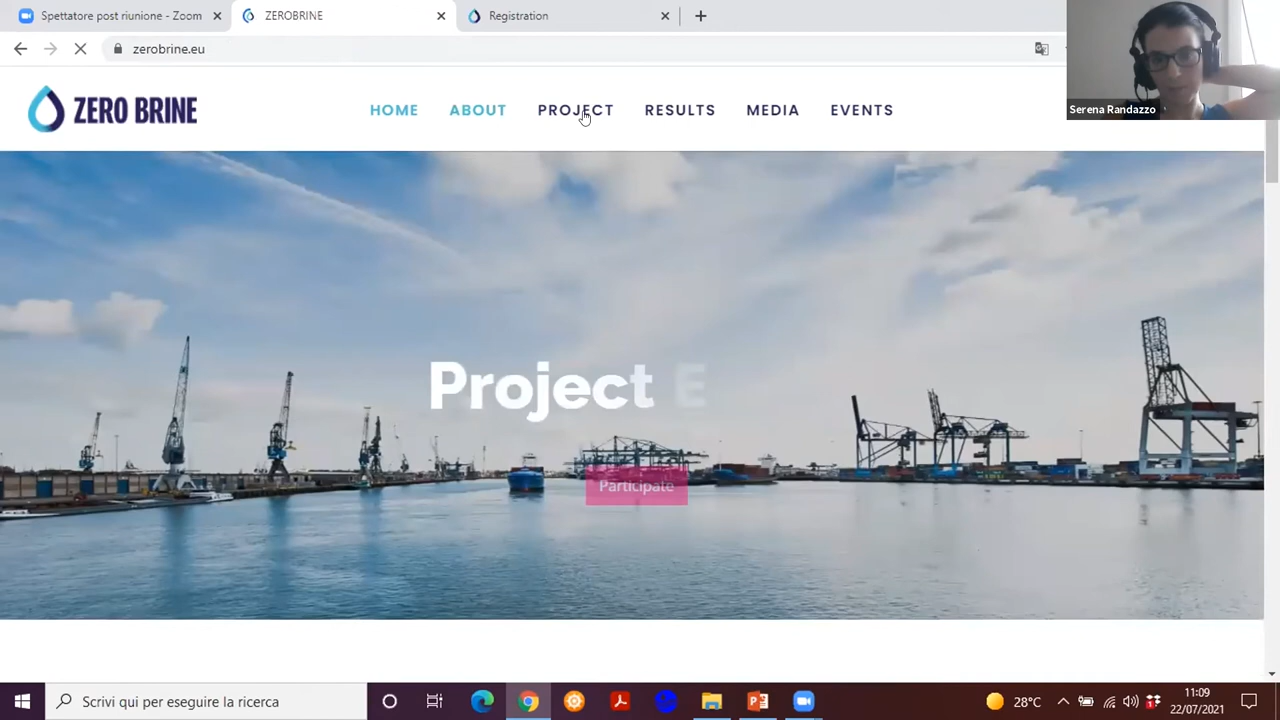 Spettatore post riunione - Zoom
ZEROBRINE
Registration
zerobrine.eu
ZERO BRINE
HOME
ABOUT
PROJECT
RESULTS
MEDIA
EVENTS
Serena Randazzo
Project E
Participate
Scrivi qui per eseguire la ricerca
28°C
11:09
22/07/2021